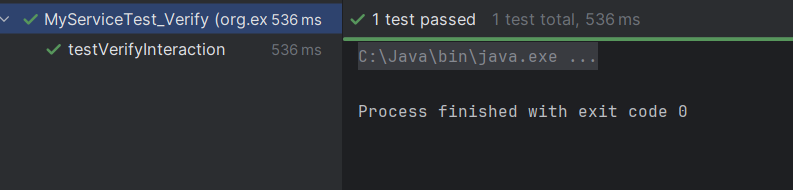 MyServiceTest_Verify (org.ex 536 ms
testVerifyInteraction 536 ms
1 test passed 1 test total, 536 ms
C:\Java\bin\java.exe ...
Process finished with exit code 0